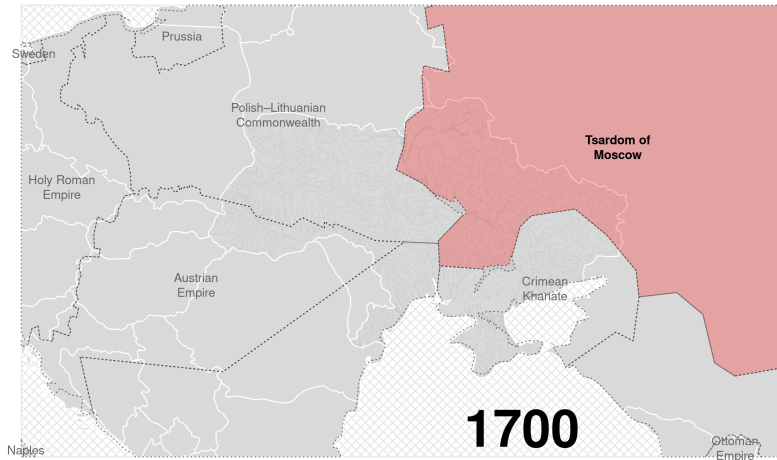 Prussia
Sweden
Polish–Lithuanian
Commonwealth
Tsardom of
Moscow
Holy Roman
Empire
Austrian
Empire
Crimean
Khanate
1700
Ottoman
Empire
Naples